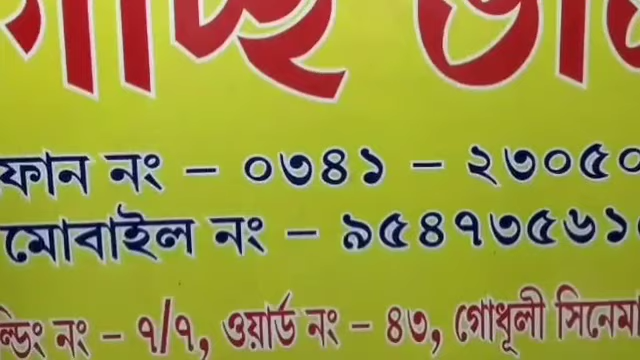 ফোন নং – ০৩৪১ – ২৩০৫০
মোবাইল নং – ৯৫৪৭৩৫৬১
নং – ৭/৭, ওয়ার্ড নং – ৪৩, গোধূলী সিনেমা